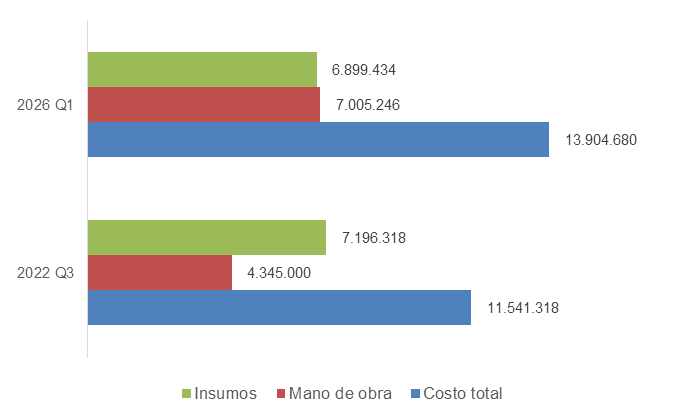 6.899.434
2026 Q1
7.005.246
13.904.680
7.196.318
2022 Q3
4.345.000
11.541.318
Insumos
Mano de obra
Costo total